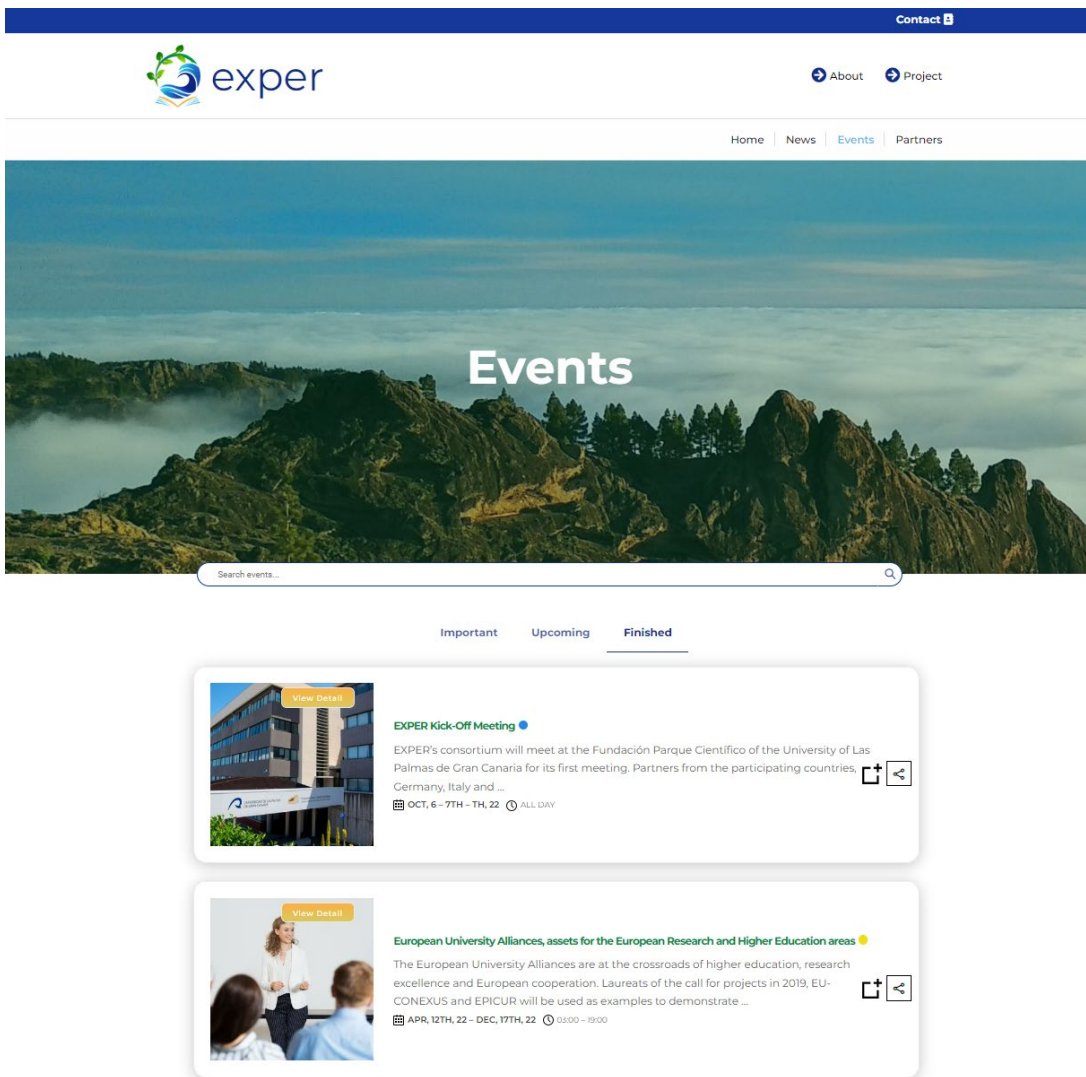 Contact
exper
About
Project
Home
News
Events
Partners
Events
Search events...
Important
Upcoming
Finished
View Detail
EXPER Kick-Off Meeting
EXPER's consortium will meet at the Fundación Parque Científico of the University of Las
Palmas de Gran Canaria for its first meeting. Partners from the participating countries,
Germany, Italy and ...
OCT, 6 – 7TH – TH, 22 ALL DAY
View Detail
European University Alliances, assets for the European Research and Higher Education areas
The European University Alliances are at the crossroads of higher education, research
excellence and European cooperation. Laureats of the call for projects in 2019, EU-
CONEXUS and EPICUR will be used as examples to demonstrate ...
APR, 12TH, 22 – DEC, 17TH, 22 03:00 – 19:00